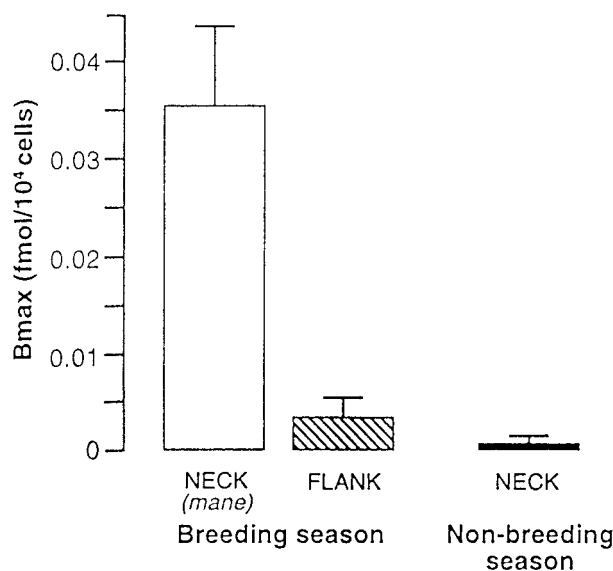 Bmax (fmol/10⁴ cells)
0.04
0.03
0.02
0.01
0
NECK
(mane)
FLANK
NECK
Breeding season
Non-breeding
season